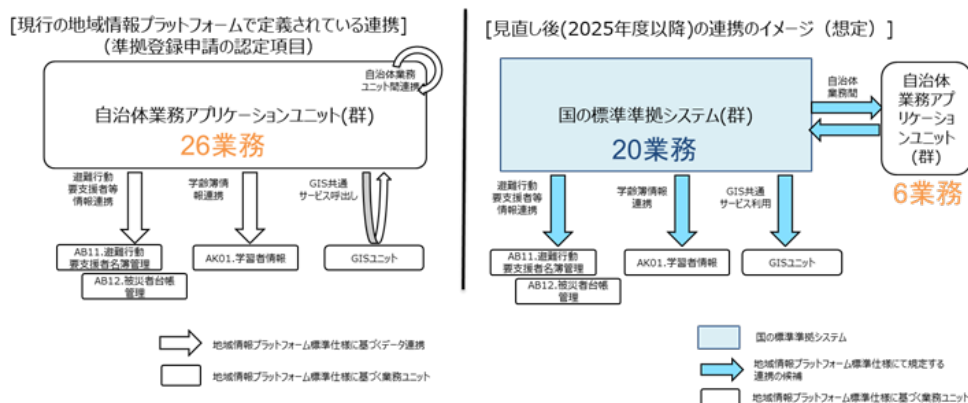 [現行の地域情報プラットフォームで定義されている連携]
(準拠登録申請の認定項目)
自治体業務
ユニット間連携
自治体業務アプリケーションユニット(群)
26業務
避難行動
要支援者等
情報連携
学齢簿情
報連携
GIS共通
サービス呼出し
AB11.避難行動
要支援者名簿管理
AB12.被災者台帳
管理
AK01.学習者情報
GISユニット
地域情報プラットフォーム標準仕様に基づくデータ連携
地域情報プラットフォーム標準仕様に基づく業務ユニット
[見直し後(2025年度以降)の連携のイメージ（想定）]
国の標準準拠システム(群)
20業務
自治体
業務間
自治体
業務アプ
リケーショ
ンユニット
(群)
6業務
避難行動
要支援者等
情報連携
学齢簿情報
連携
GIS共通
サービス利用
AB11.避難行動
要支援者名簿管理
AB12.被災者台帳
管理
AK01.学習者情報
GISユニット
国の標準準拠システム
地域情報プラットフォーム標準仕様にて規定する
連携の候補
地域情報プラットフォーム標準仕様に基づく業務ユニット